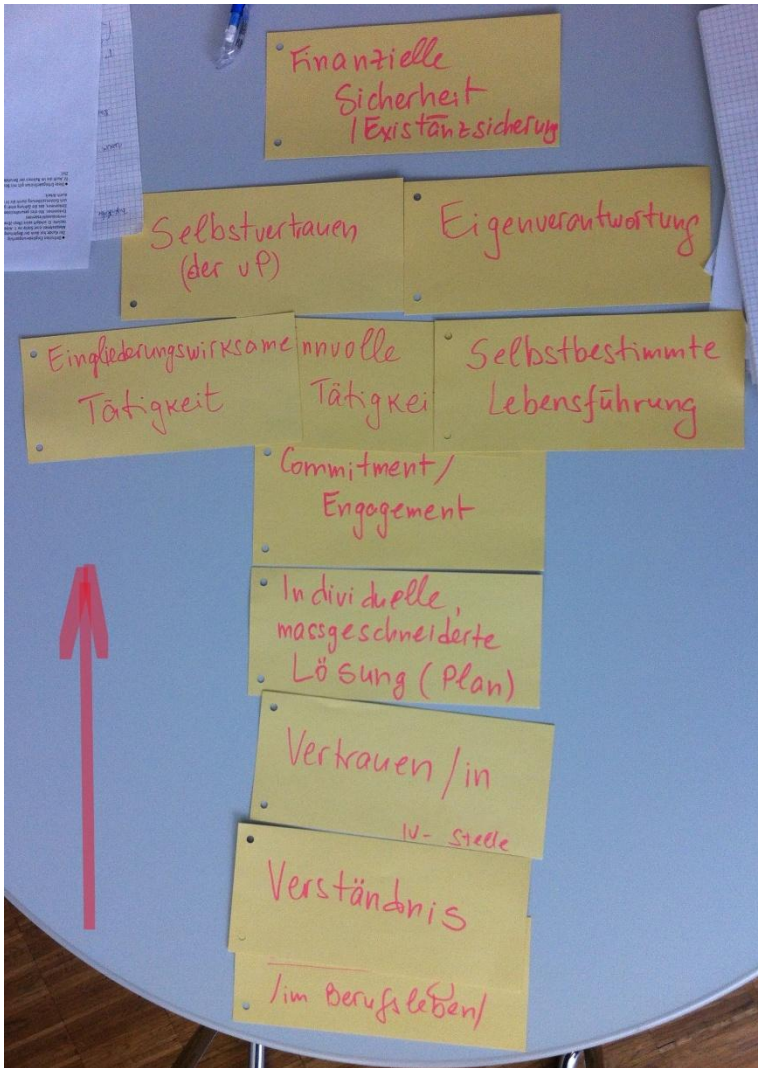 Finanzielle
Sicherheit
/Existänzsicherung
Selbstvertrauen
(der vP)
Eigenverantwortung
Eingliederungswirksame
Tätigkeit
nnvolle
Tätigkei
Selbstbestimmte
Lebensführung
Commitment/
Engagement
Individuelle,
massgeschneiderte
Lösung (Plan)
Vertrauen/in
IV-Stelle
Verständnis
/im Berufsleben/